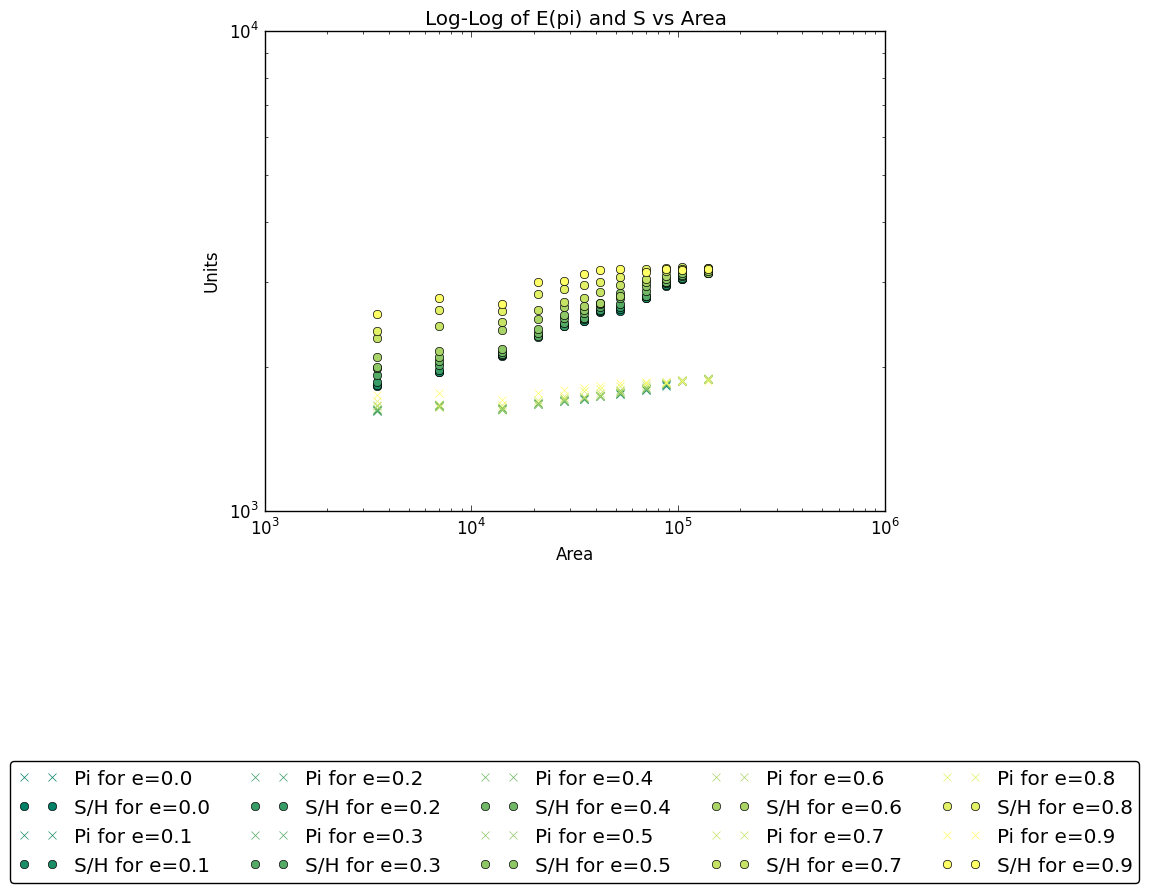 Log-Log of E(pi) and S vs Area
10^4
Units
10^3
10^3 10^4 10^5 10^6
Area
Pi for e=0.0 Pi for e=0.2 Pi for e=0.4 Pi for e=0.6 Pi for e=0.8
S/H for e=0.0 S/H for e=0.2 S/H for e=0.4 S/H for e=0.6 S/H for e=0.8
Pi for e=0.1 Pi for e=0.3 Pi for e=0.5 Pi for e=0.7 Pi for e=0.9
S/H for e=0.1 S/H for e=0.3 S/H for e=0.5 S/H for e=0.7 S/H for e=0.9